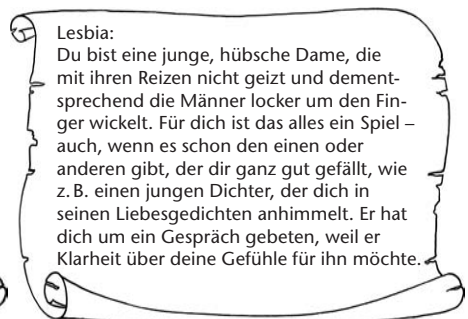 Lesbia:
Du bist eine junge, hübsche Dame, die
mit ihren Reizen nicht geizt und dement-
sprechend die Männer locker um den Fin-
ger wickelt. Für dich ist das alles ein Spiel –
auch, wenn es schon den einen oder
anderen gibt, der dir ganz gut gefällt, wie
z. B. einen jungen Dichter, der dich in
seinen Liebesgedichten anhimmelt. Er hat
dich um ein Gespräch gebeten, weil er
Klarheit über deine Gefühle für ihn möchte.